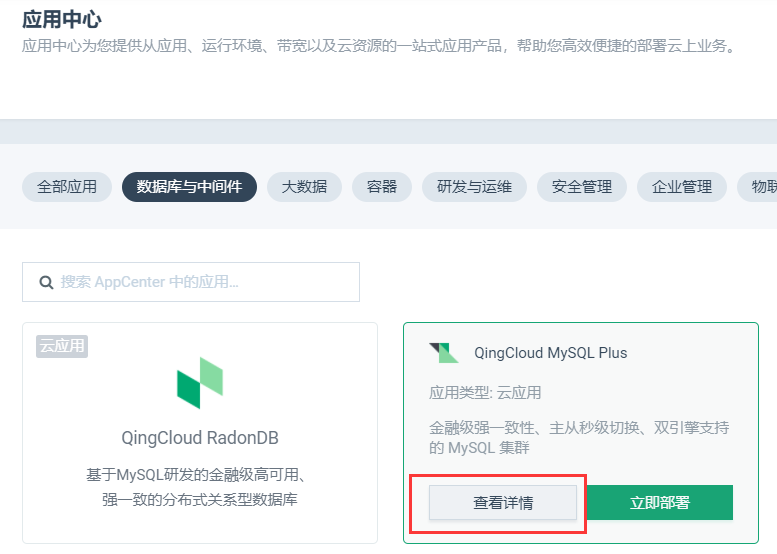 应用中心
应用中心为您提供从应用、运行环境、带宽以及云资源的一站式应用产品，帮助您高效便捷的部署云上业务。
全部应用 数据库与中间件 大数据 容器 研发与运维 安全管理 企业管理 物联
搜索 AppCenter 中的应用...
云应用
QingCloud RadonDB
基于MySQL研发的金融级高可用、
强一致的分布式关系型数据库
QingCloud MySQL Plus
应用类型: 云应用
金融级强一致性、主从秒级切换、双引擎支持
的 MySQL 集群
查看详情 立即部署